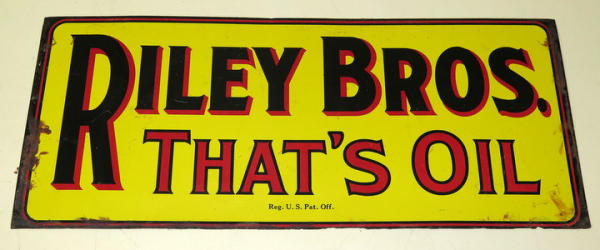 RILEY BROS.
THAT'S OIL
Reg. U. S. Pat. Off.